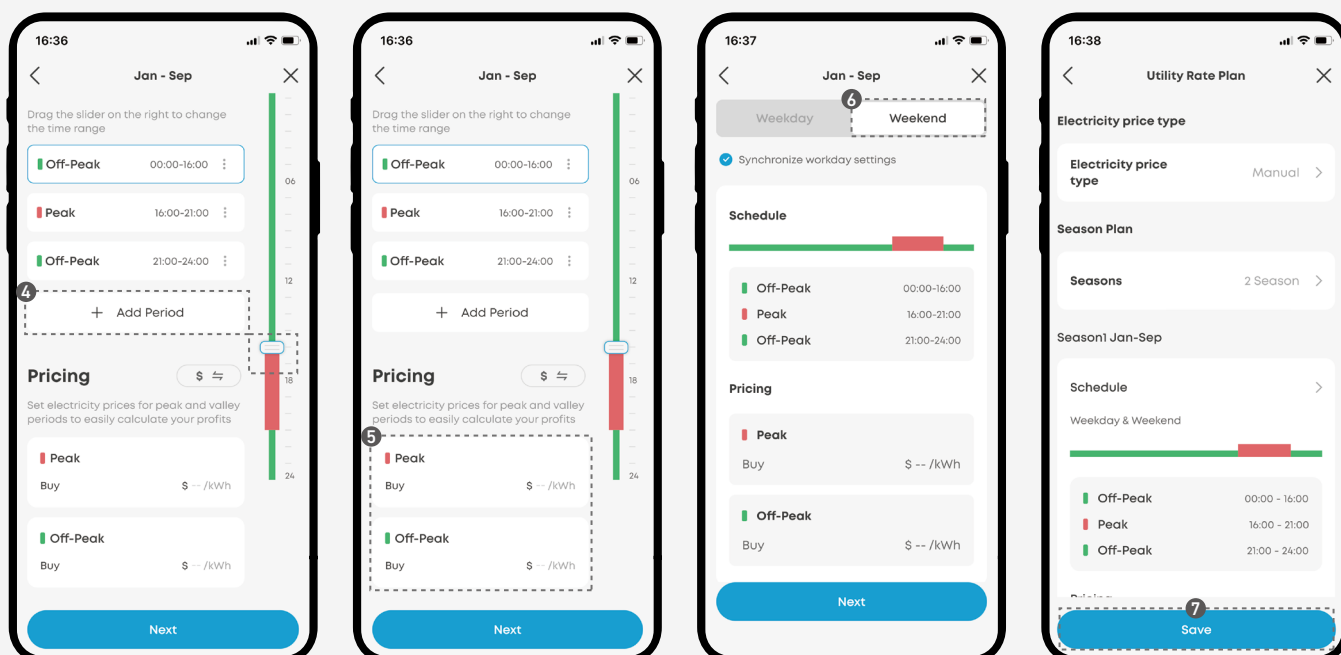 16:36
Jan - Sep
Drag the slider on the right to change
the time range
Off-Peak 00:00-16:00
06
Peak 16:00-21:00
Off-Peak 21:00-24:00
12
4
+ Add Period
Pricing $
18
Set electricity prices for peak and valley
periods to easily calculate your profits
Peak
Buy $ -- /kWh
24
Off-Peak
Buy $ -- /kWh
Next
16:36
Jan - Sep
Drag the slider on the right to change
the time range
Off-Peak 00:00-16:00
06
Peak 16:00-21:00
Off-Peak 21:00-24:00
12
+ Add Period
Pricing $
18
Set electricity prices for peak and valley
periods to easily calculate your profits
5
Peak
Buy $ -- /kWh
24
Off-Peak
Buy $ -- /kWh
Next
16:37
Jan - Sep
6
Weekday Weekend
Synchronize workday settings
Schedule
Off-Peak 00:00-16:00
Peak 16:00-21:00
Off-Peak 21:00-24:00
Pricing
Peak
Buy $ -- /kWh
Off-Peak
Buy $ -- /kWh
Next
16:38
Utility Rate Plan
Electricity price type
Electricity price
type Manual
Season Plan
Seasons 2 Season
Season1 Jan-Sep
Schedule
Weekday & Weekend
Off-Peak 00:00 - 16:00
Peak 16:00 - 21:00
Off-Peak 21:00 - 24:00
7
Save